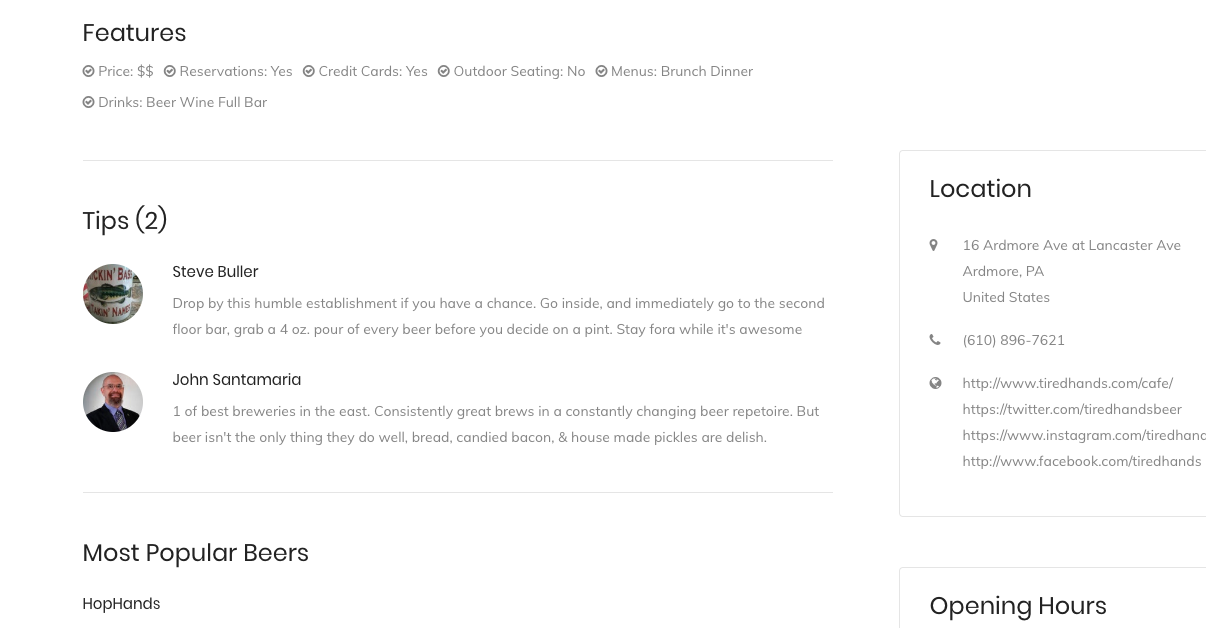 Features
Price: $$ Reservations: Yes Credit Cards: Yes Outdoor Seating: No Menus: Brunch Dinner
Drinks: Beer Wine Full Bar
Tips (2)
Steve Buller
Drop by this humble establishment if you have a chance. Go inside, and immediately go to the second
floor bar, grab a 4 oz. pour of every beer before you decide on a pint. Stay fora while it's awesome
John Santamaria
1 of best breweries in the east. Consistently great brews in a constantly changing beer repetoire. But
beer isn't the only thing they do well, bread, candied bacon, & house made pickles are delish.
Most Popular Beers
HopHands
Location
16 Ardmore Ave at Lancaster Ave
Ardmore, PA
United States
(610) 896-7621
http://www.tiredhands.com/cafe/
https://twitter.com/tiredhandsbeer
https://www.instagram.com/tiredhan
http://www.facebook.com/tiredhands
Opening Hours